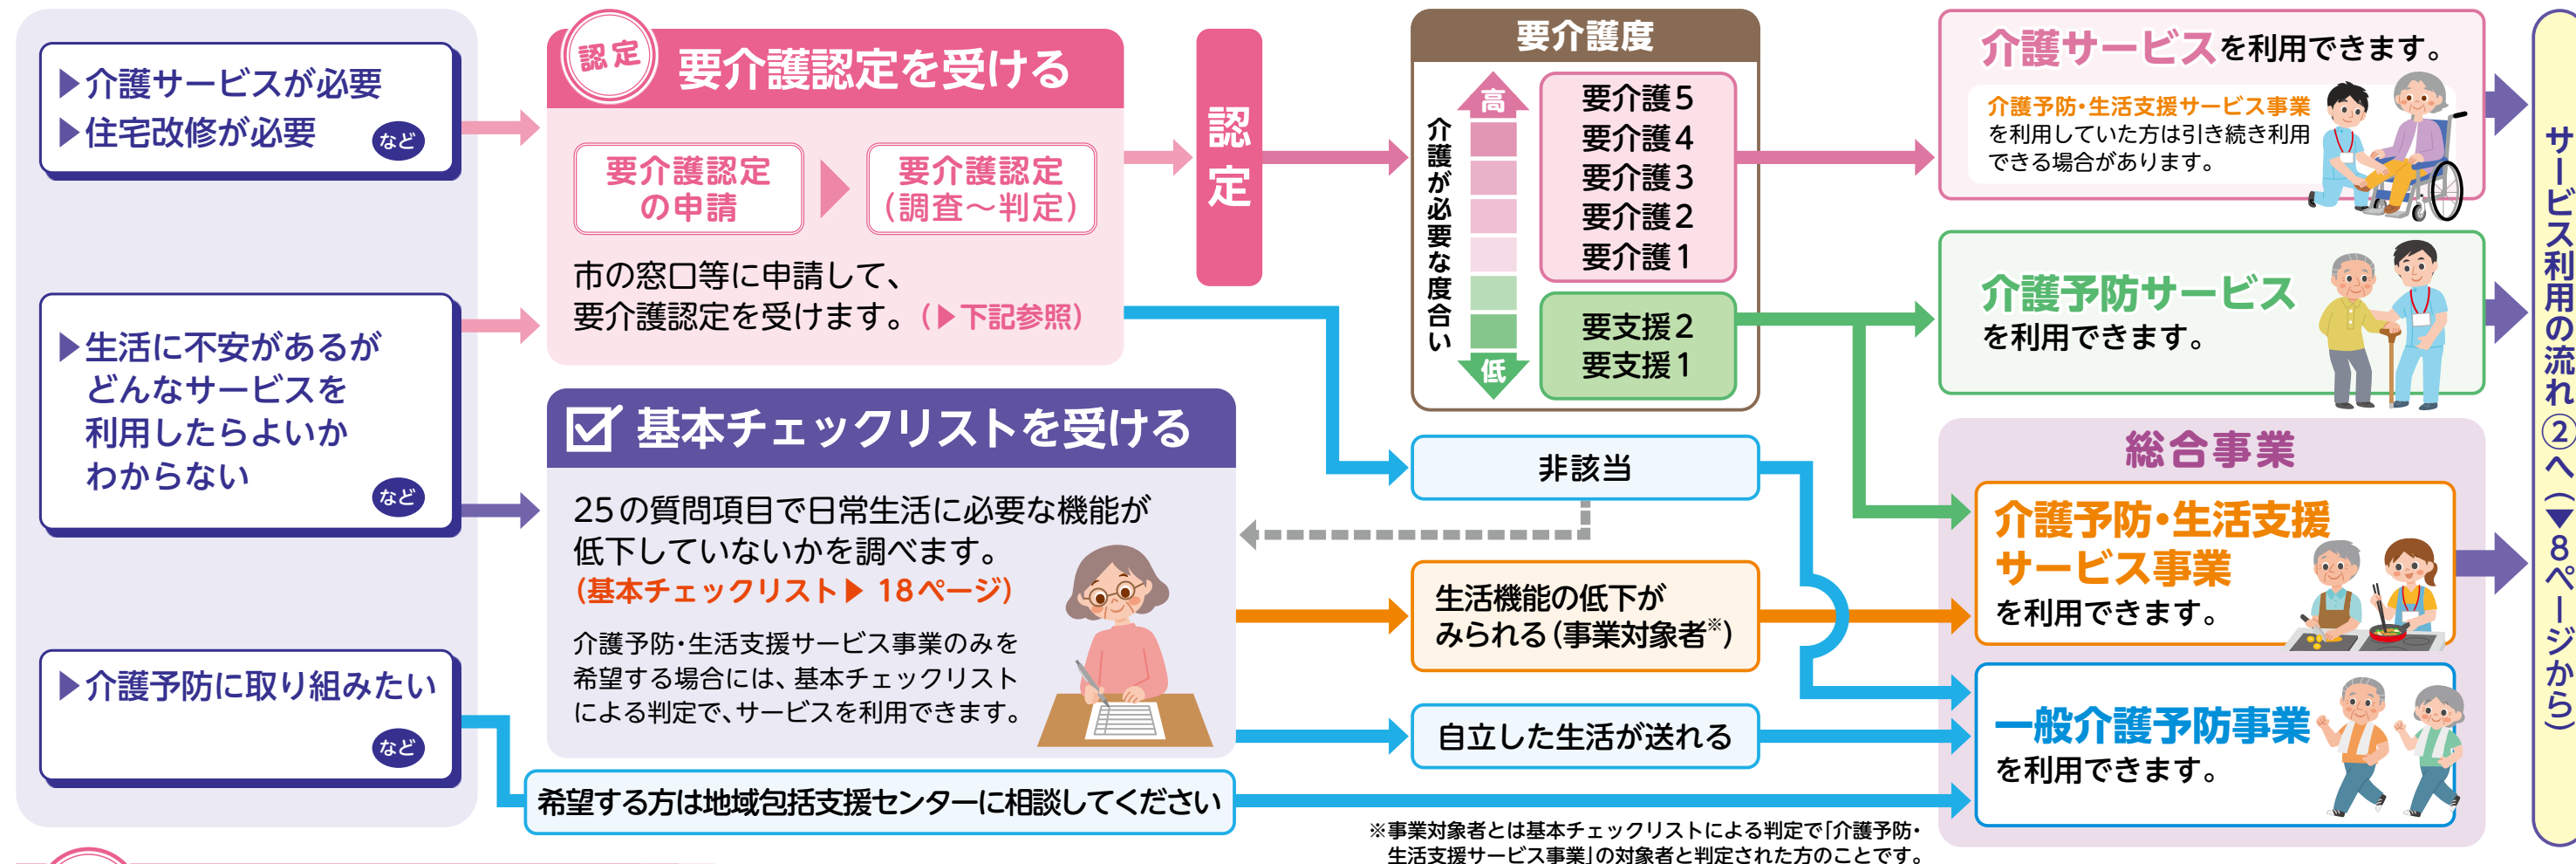 ▶介護サービスが必要
▶住宅改修が必要
など
▶生活に不安があるが
どんなサービスを
利用したらよいか
わからない
など
▶介護予防に取り組みたい
など
認定
要介護認定を受ける
要介護認定
の申請
要介護認定
(調査～判定)
市の窓口等に申請して、
要介護認定を受けます。(▶下記参照)
基本チェックリストを受ける
25の質問項目で日常生活に必要な機能が
低下していないかを調べます。
(基本チェックリスト▶ 18ページ)
介護予防・生活支援サービス事業のみを
希望する場合には、基本チェックリスト
による判定で、サービスを利用できます。
希望する方は地域包括支援センターに相談してください
認定
要介護度
介護が必要な度合い
高
低
要介護5
要介護4
要介護3
要介護2
要介護1
要支援2
要支援1
非該当
生活機能の低下が
みられる(事業対象者※)
自立した生活が送れる
介護サービスを利用できます。
介護予防・生活支援サービス事業
を利用していた方は引き続き利用
できる場合があります。
介護予防サービス
を利用できます。
総合事業
介護予防・生活支援
サービス事業
を利用できます。
一般介護予防事業
を利用できます。
※事業対象者とは基本チェックリストによる判定で「介護予防・
生活支援サービス事業」の対象者と判定された方のことです。
サービス利用の流れ②へ(▼8ページから)